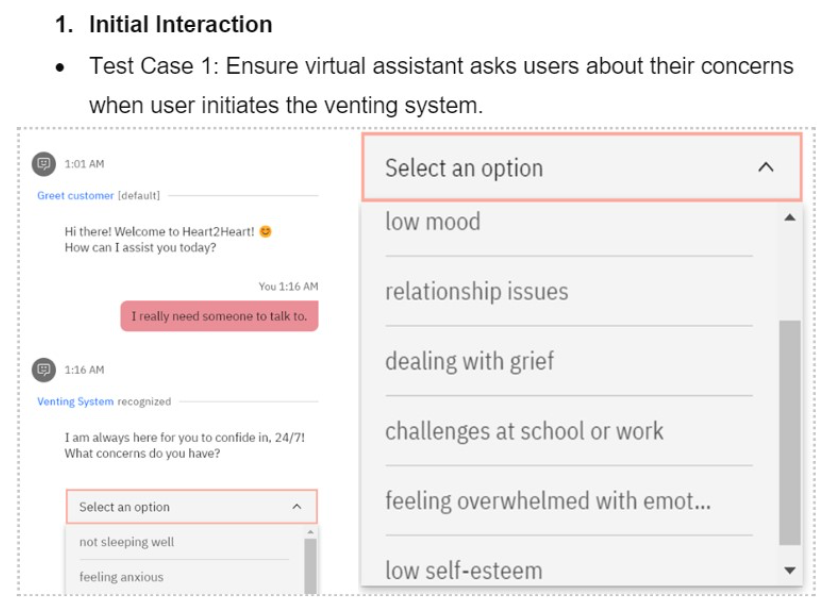 1. Initial Interaction
• Test Case 1: Ensure virtual assistant asks users about their concerns
when user initiates the venting system.
1:01 AM
Greet customer [default]
Hi there! Welcome to Heart2Heart! 😊
How can I assist you today?
You 1:16 AM
I really need someone to talk to.
1:16 AM
Venting System recognized
I am always here for you to confide in, 24/7!
What concerns do you have?
Select an option
not sleeping well
feeling anxious
Select an option
low mood
relationship issues
dealing with grief
challenges at school or work
feeling overwhelmed with emot...
low self-esteem